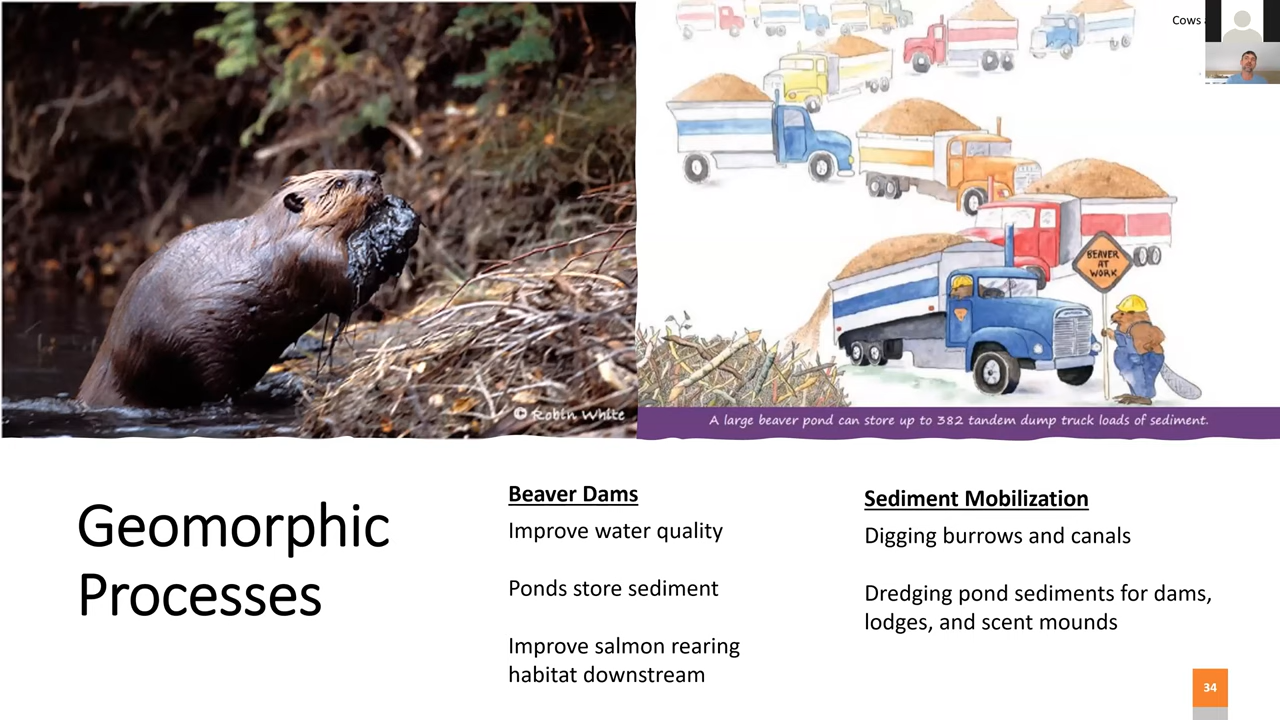 Cows
BEAVER
AT
WORK
© Robin White
A large beaver pond can store up to 382 tandem dump truck loads of sediment.
Geomorphic
Processes
Beaver Dams
Improve water quality
Ponds store sediment
Improve salmon rearing
habitat downstream
Sediment Mobilization
Digging burrows and canals
Dredging pond sediments for dams,
lodges, and scent mounds
34